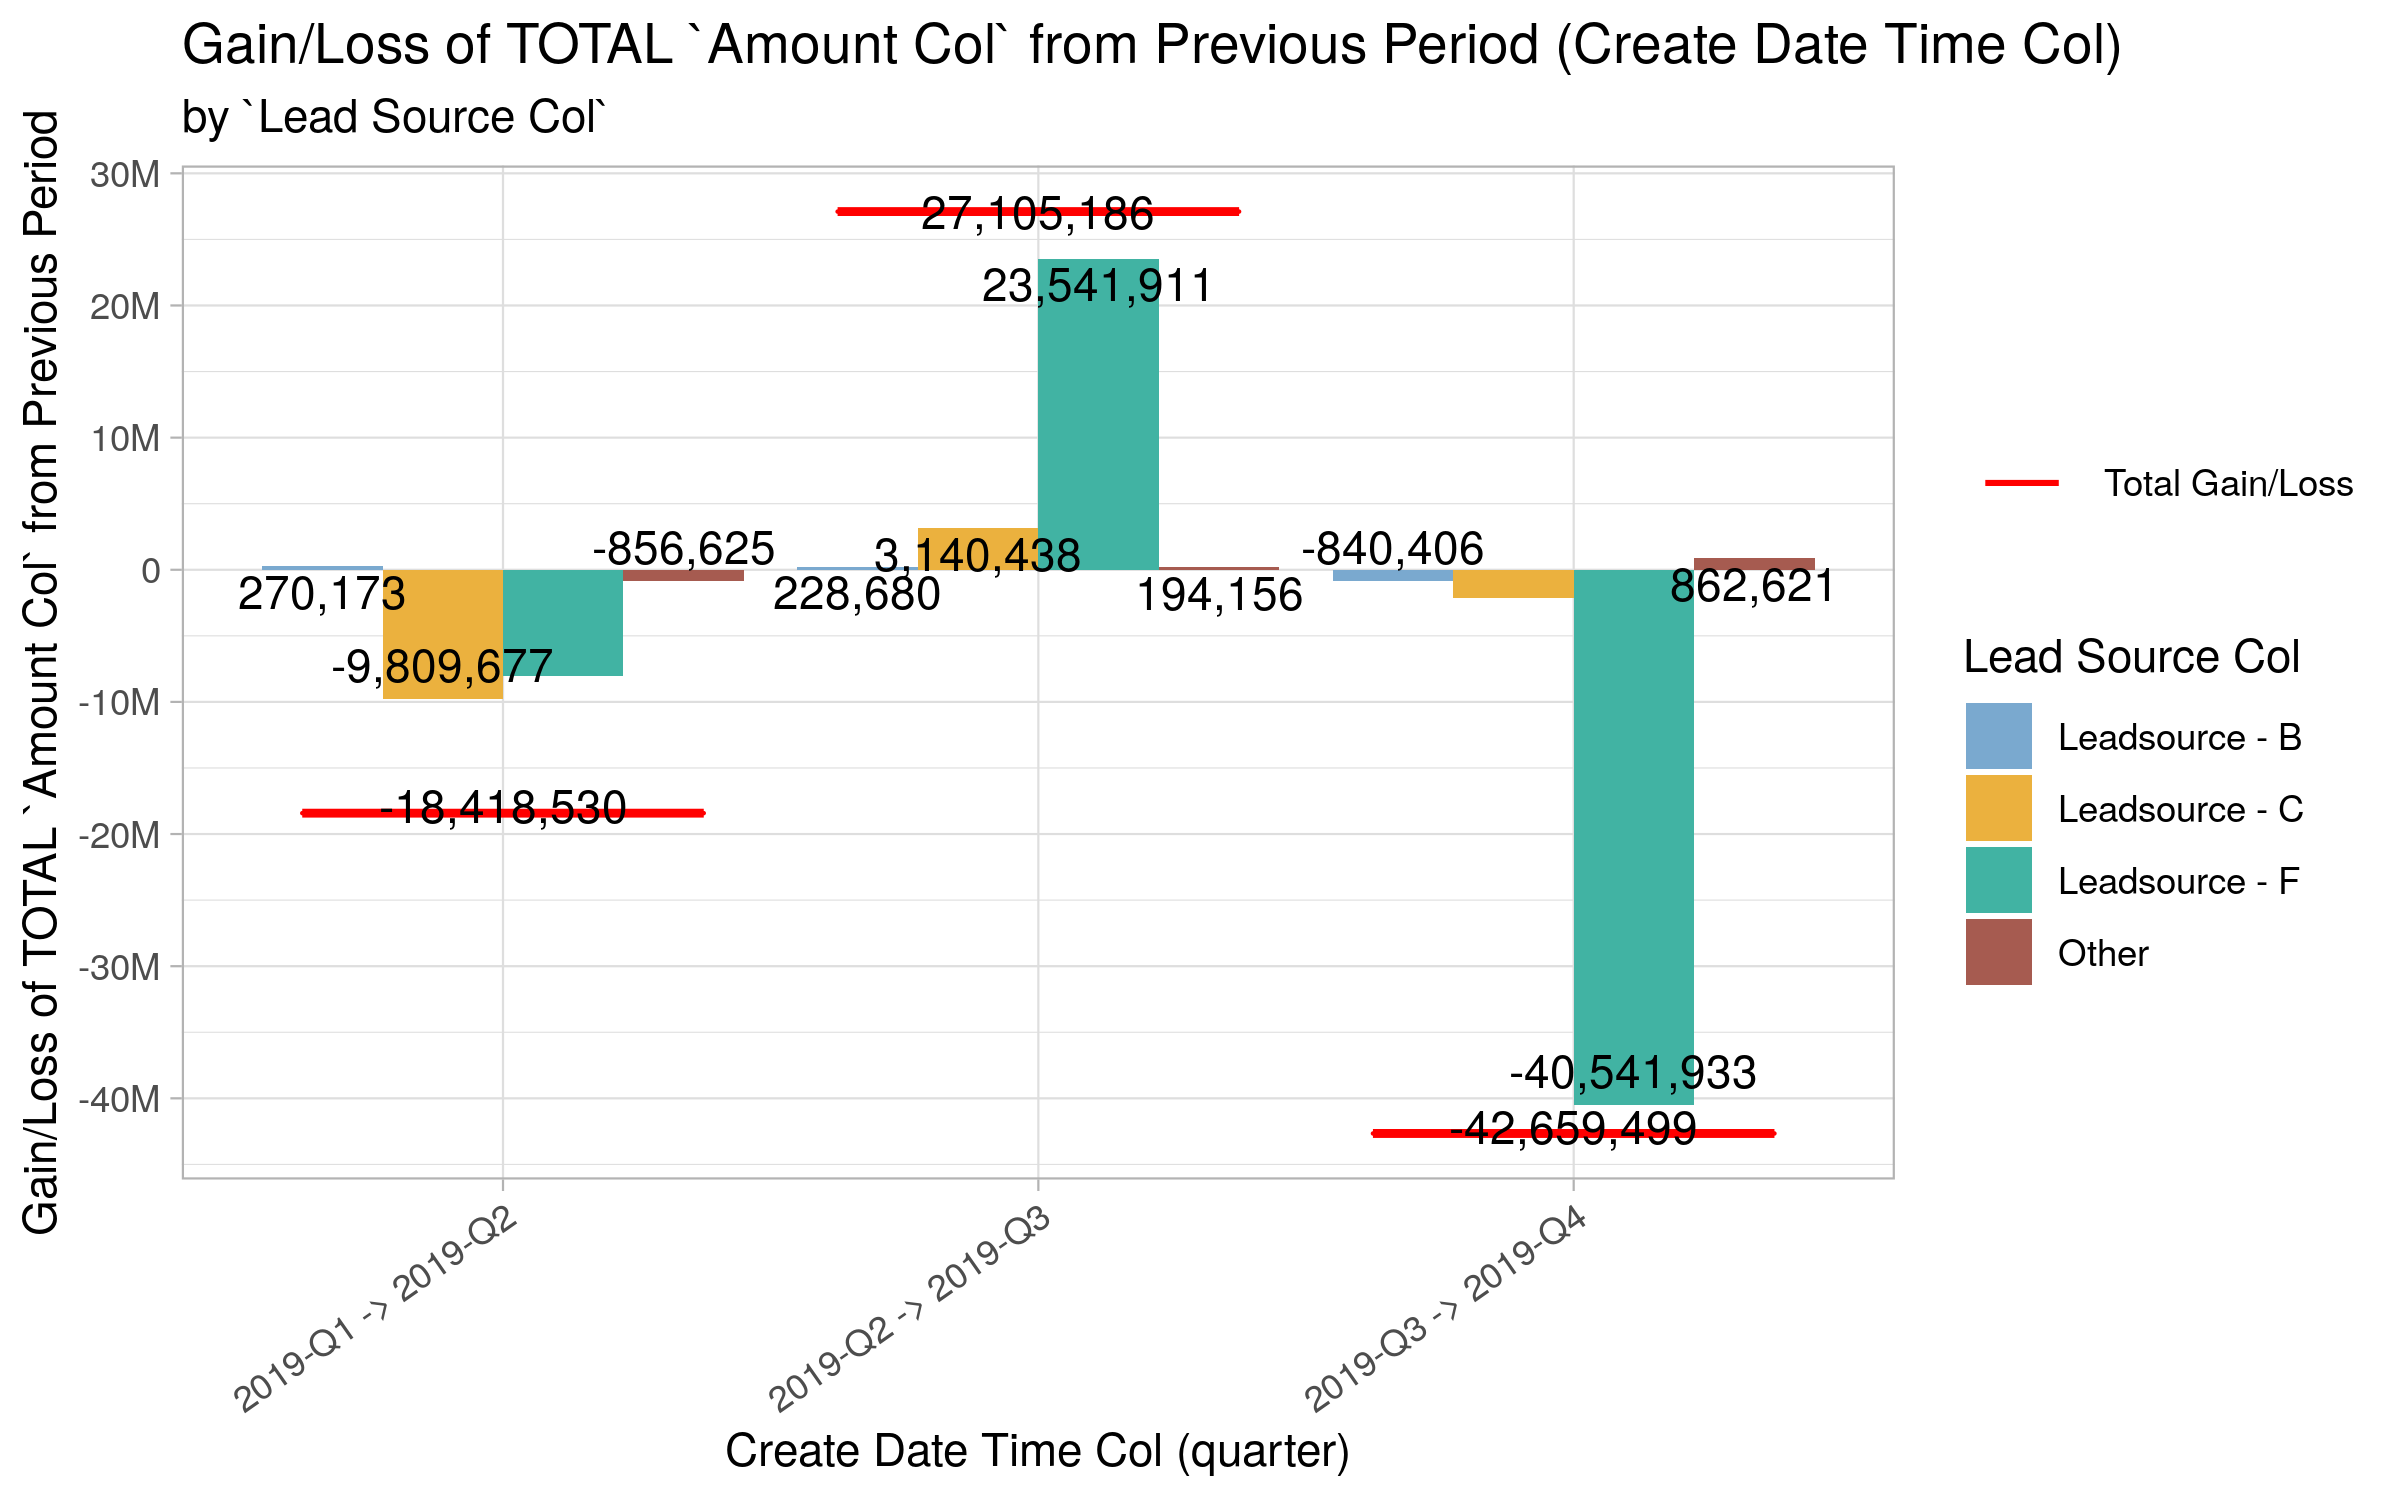 Gain/Loss of TOTAL `Amount Col` from Previous Period (Create Date Time Col)
by `Lead Source Col`
Gain/Loss of TOTAL `Amount Col` from Previous Period
30M
20M
10M
0
-10M
-20M
-30M
-40M
27,105,186
23,541,911
-856,625
3,140,438
-840,406
270,173
228,680
194,156
862,621
-9,809,677
-18,418,530
-40,541,933
-42,659,499
2019-Q1 -> 2019-Q2
2019-Q2 -> 2019-Q3
2019-Q3 -> 2019-Q4
Create Date Time Col (quarter)
Total Gain/Loss
Lead Source Col
Leadsource - B
Leadsource - C
Leadsource - F
Other